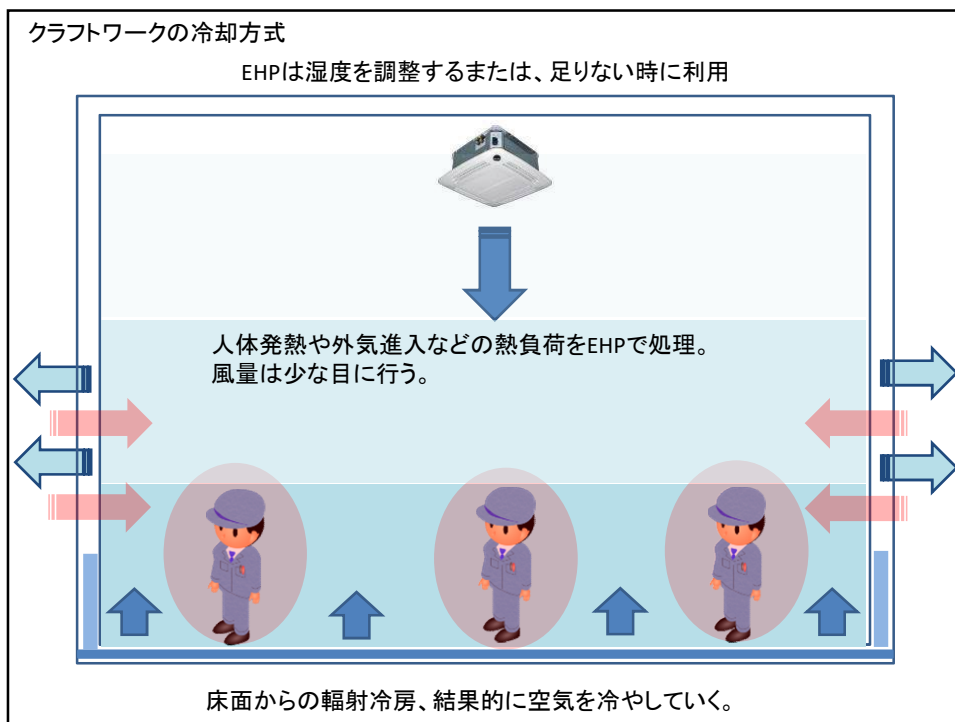 クラフトワークの冷却方式
EHPは湿度を調整するまたは、足りない時に利用
人体発熱や外気進入などの熱負荷をEHPで処理。
風量は少な目に行う。
床面からの輻射冷房、結果的に空気を冷やしていく。